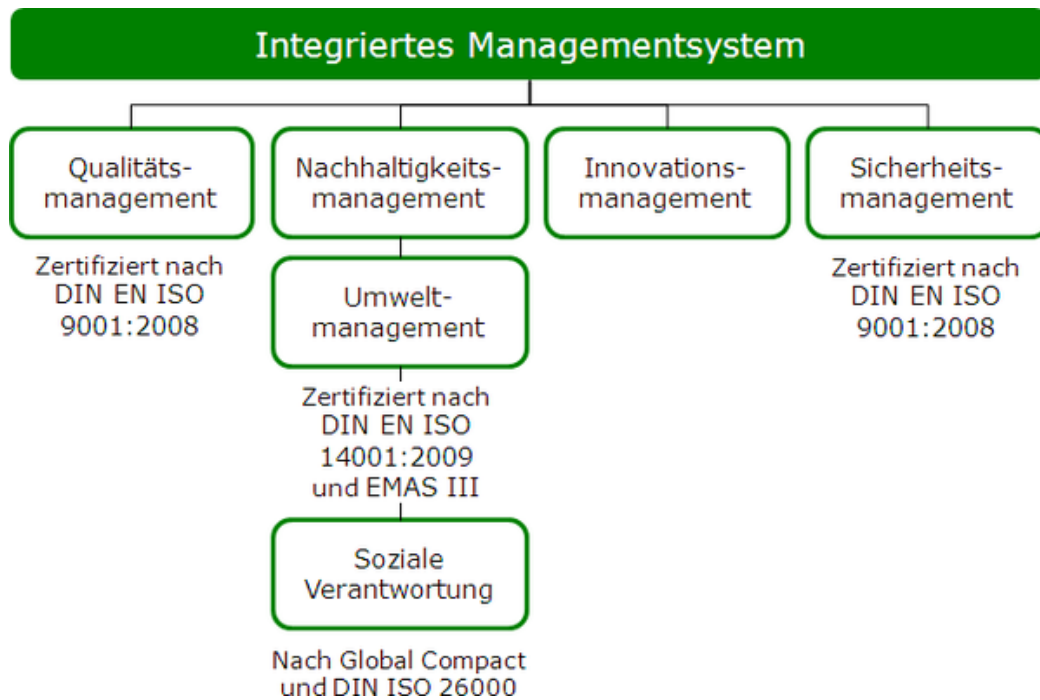 Integriertes Managementsystem
Qualitäts-
management
Zertifiziert nach
DIN EN ISO
9001:2008
Nachhaltigkeits-
management
Umwelt-
management
Zertifiziert nach
DIN EN ISO
14001:2009
und EMAS III
Soziale
Verantwortung
Nach Global Compact
und DIN ISO 26000
Innovations-
management
Sicherheits-
management
Zertifiziert nach
DIN EN ISO
9001:2008